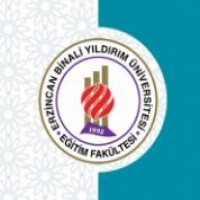 ERZİNCAN BİNALİ YILDIRIM ÜNİVERSİTESİ
1992
EĞİTİM FAKÜLTESİ